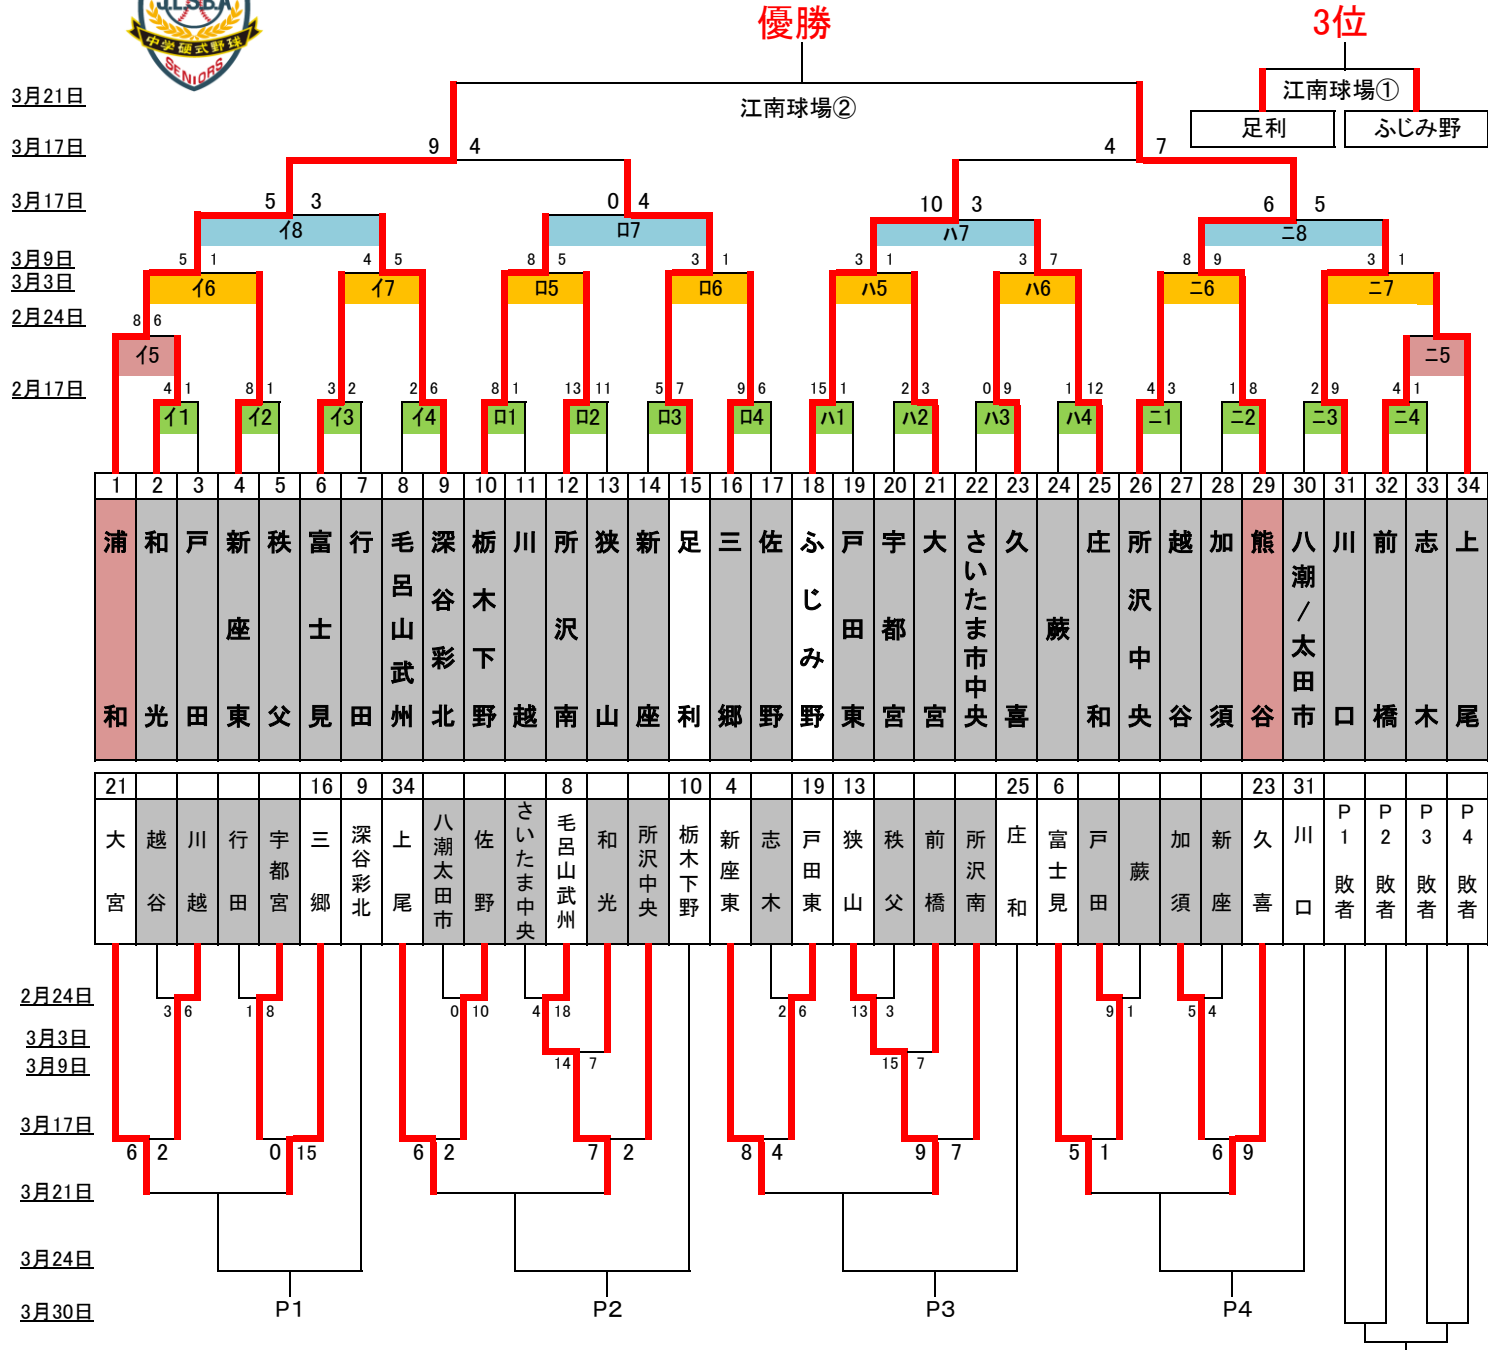 J.L.S.B.A
中学硬式野球
SENIORS
優勝 3位
3月21日 江南球場② 江南球場①
足利 ふじみ野
3月17日 9 4 4 7
3月17日 5 3 0 4 10 3 6 5
イ8 ロ7 ハ7 ニ8
3月9日 5 1 4 5 8 5 3 1 3 1 3 7 8 9 3 1
3月3日 イ6 イ7 ロ5 ロ6 ハ5 ハ6 ニ6 ニ7
2月24日 8 6
イ5 ニ5
2月17日 4 1 8 1 3 2 2 6 8 1 13 11 5 7 9 6 15 1 2 3 0 9 1 12 4 3 1 8 2 9 4 1
イ1 イ2 イ3 イ4 ロ1 ロ2 ロ3 ロ4 ハ1 ハ2 ハ3 ハ4 ニ1 ニ2 ニ3 ニ4
1 2 3 4 5 6 7 8 9 10 11 12 13 14 15 16 17 18 19 20 21 22 23 24 25 26 27 28 29 30 31 32 33 34
浦和
和光
戸田
新座東
秩父
富士見
行田
毛呂山武州
深谷彩北
栃木下野
川越
所沢南
狭山
新座
足利
三郷
佐野
ふじみ野
戸田東
宇都宮
大宮
さいたま市中央
久喜
蕨
庄和
所沢中央
越谷
加須
熊谷
八潮/太田市
川口
前橋
志木
上尾
21 16 9 34 8 10 4 19 13 25 6 23 31
大宮
越谷
川越
行田
宇都宮
三郷
深谷彩北
上尾
八潮太田市
佐野
さいたま中央
毛呂山武州
和光
所沢中央
栃木下野
新座東
志木
戸田東
狭山
秩父
前橋
所沢南
庄和
富士見
戸田
蕨
加須
新座
久喜
川口
P1敗者
P2敗者
P3敗者
P4敗者
2月24日 3 6 1 8 0 10 4 18 2 6 13 3 9 1 5 4
3月3日
3月9日 14 7 15 7
3月17日
6 2 0 15 6 2 7 2 8 4 9 7 5 1 6 9
3月21日
3月24日
3月30日 P1 P2 P3 P4